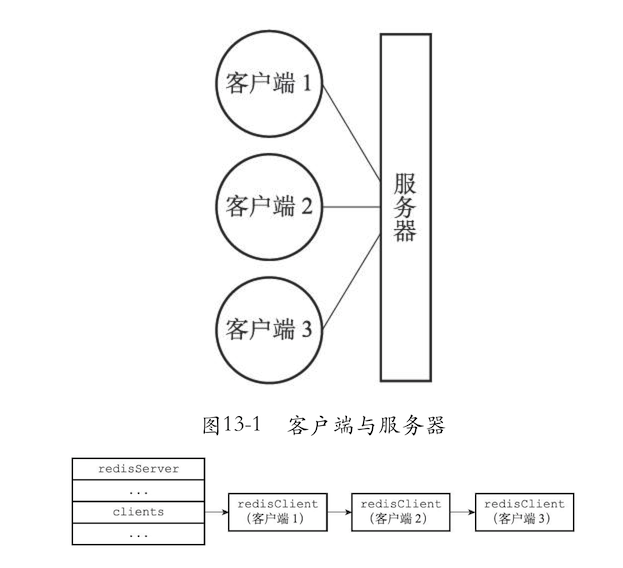 客户端 1
客户端 2
客户端 3
服务器
图13-1 客户端与服务器
redisServer
...
clients
...
redisClient
(客户端 1)
redisClient
(客户端 2)
redisClient
(客户端 3)